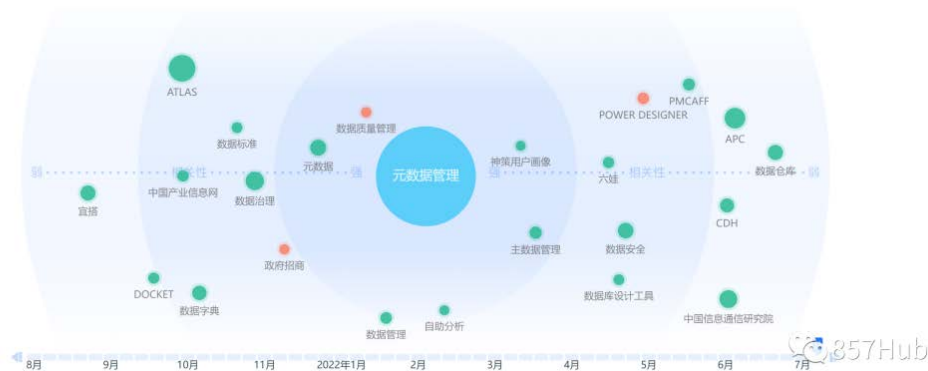 ATLAS
PMCAFF
POWER DESIGNER
数据质量管理
APC
数据标准
神策用户画像
元数据
数据仓库
弱 相关性 强
元数据管理
强 相关性 弱
六娃
中国产业信息网
数据治理
宜搭
CDH
主数据管理
数据安全
政府招商
DOCKET
数据库设计工具
数据字典
中国信息通信研究院
自助分析
数据管理
857Hub
8月 9月 10月 11月 2022年1月 2月 3月 4月 5月 6月 7月